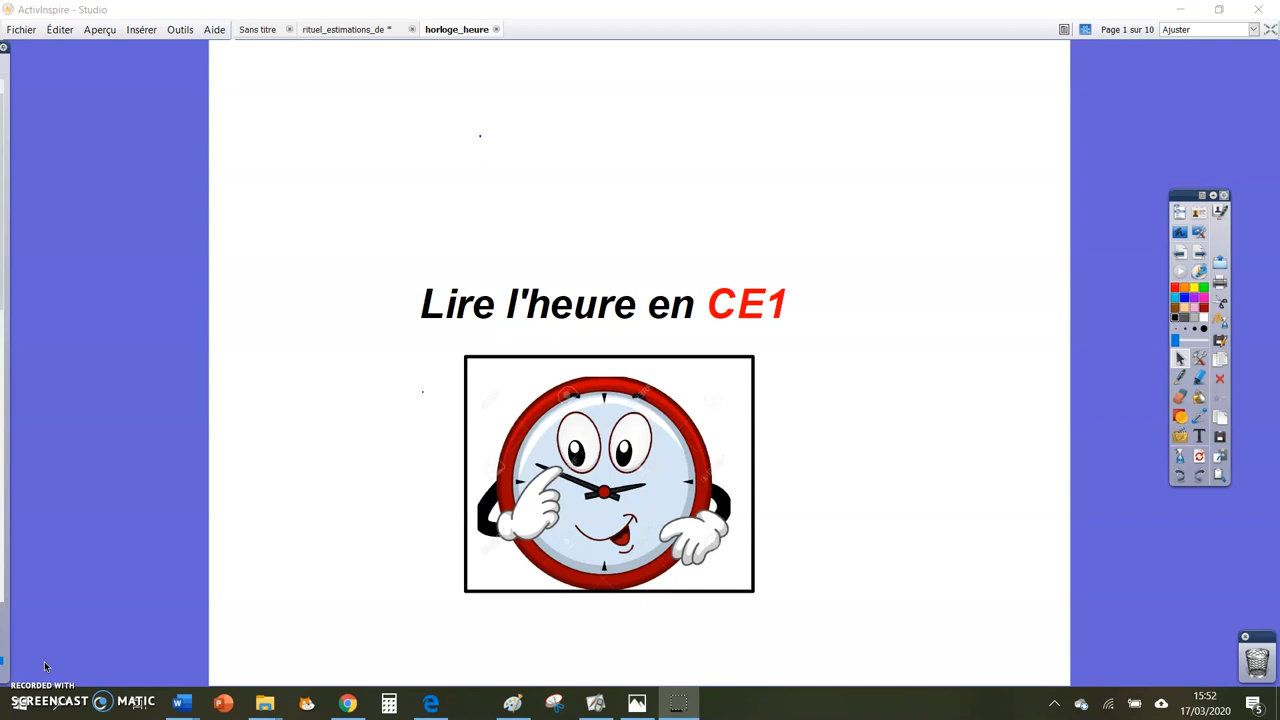 ActivInspire - Studio
Fichier Éditer Aperçu Insérer Outils Aide Sans titre rituel_estimations_de * horloge_heure Page 1 sur 10 Ajuster
Lire l'heure en CE1
RECORDED WITH
SCREENCAST MATIC
15:52
17/03/2020